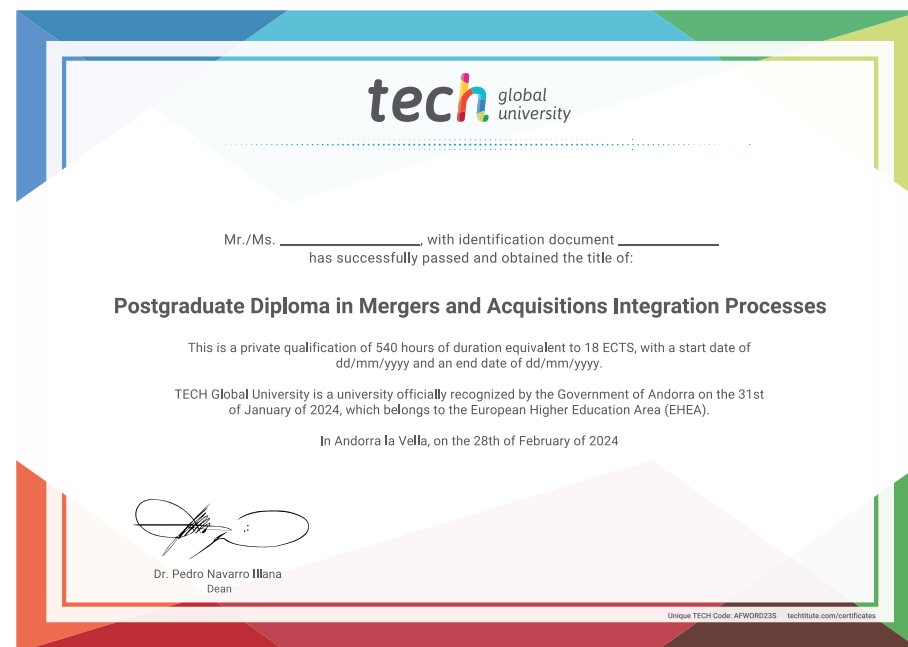 tech global university
Mr./Ms. ____________________, with identification document ______________
has successfully passed and obtained the title of:
Postgraduate Diploma in Mergers and Acquisitions Integration Processes
This is a private qualification of 540 hours of duration equivalent to 18 ECTS, with a start date of
dd/mm/yyyy and an end date of dd/mm/yyyy.
TECH Global University is a university officially recognized by the Government of Andorra on the 31st
of January of 2024, which belongs to the European Higher Education Area (EHEA).
In Andorra la Vella, on the 28th of February of 2024
Dr. Pedro Navarro Illana
Dean
Unique TECH Code: AFWORD23S techtitute.com/certificates